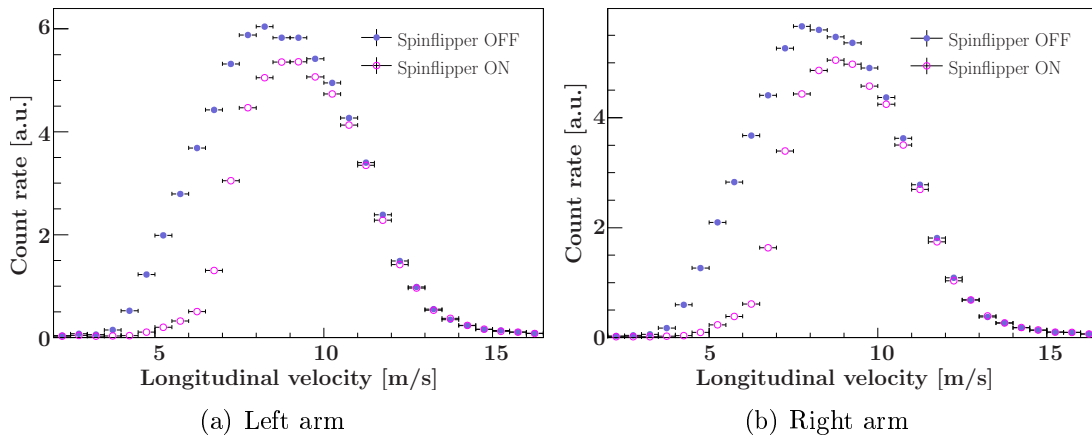 6
4
2
0
Count rate [a.u.]
Spinflipper OFF
Spinflipper ON
5
10
15
Longitudinal velocity [m/s]
(a) Left arm
6
4
2
0
Count rate [a.u.]
Spinflipper OFF
Spinflipper ON
5
10
15
Longitudinal velocity [m/s]
(b) Right arm